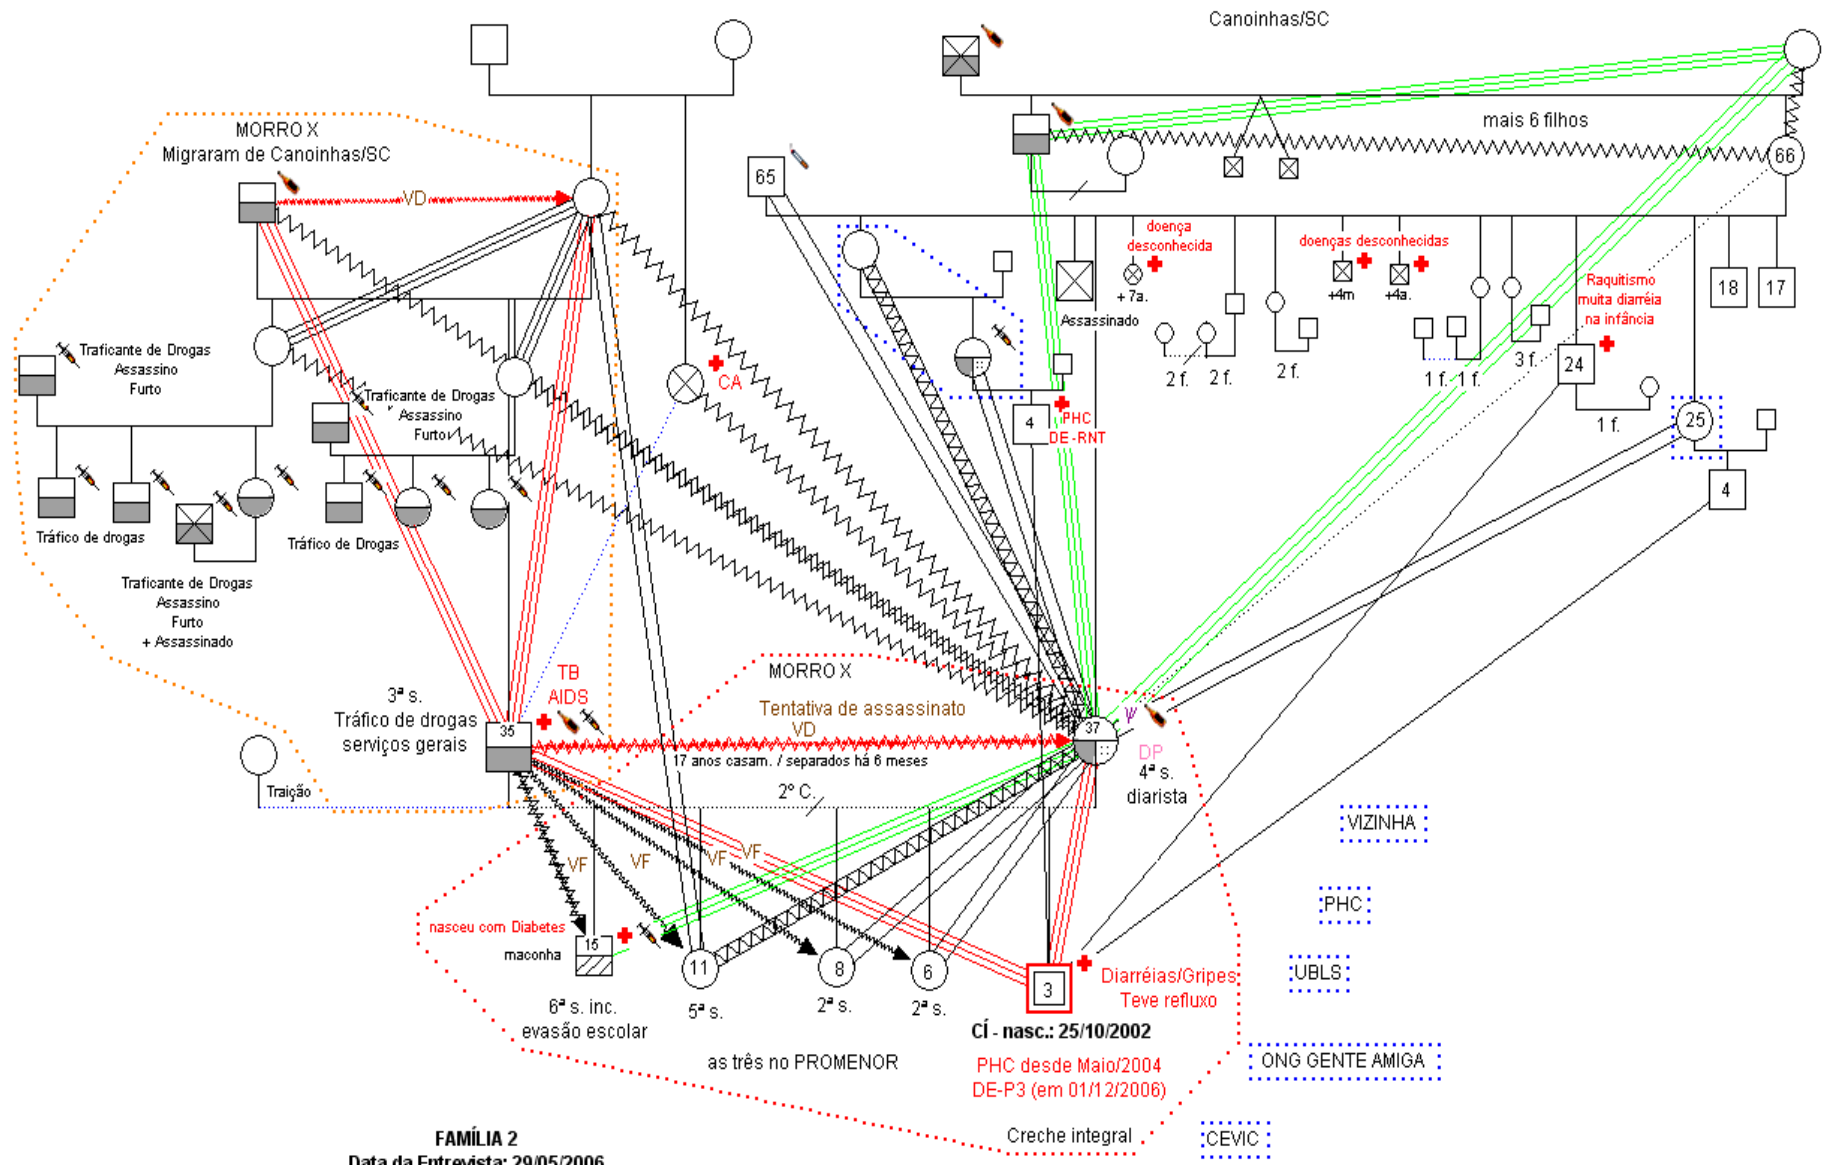 Canoinhas/SC
mais 6 filhos
66
MORRO X
Migraram de Canoinhas/SC
VD
65
doença
desconhecida
+ 7a.
Assassinado
doenças desconhecidas
+4m
+4a.
Raquitismo
muita diarréia
na infância
18
17
24
25
4
1 f.
3 f.
1 f.
1 f.
2 f.
2 f.
2 f.
4
PHC
DE-RNT
CA
Traficante de Drogas
Assassino
Furto
Traficante de Drogas
Assassino
Furto
Tráfico de drogas
Tráfico de Drogas
Traficante de Drogas
Assassino
Furto
+ Assassinado
3ª s.
Tráfico de drogas
serviços gerais
TB
AIDS
35
MORRO X
Tentativa de assassinato
VD
17 anos casam. / separados há 6 meses
2º C.
37
Ψ
DP
4ª s.
diarista
Traição
VF
VF
VF
VF
nasceu com Diabetes
maconha
15
11
8
6
3
6ª s. inc.
evasão escolar
5ª s.
2ª s.
2ª s.
Diarréias/Gripes
Teve refluxo
CÍ - nasc.: 25/10/2002
as três no PROMENOR
PHC desde Maio/2004
DE-P3 (em 01/12/2006)
Creche integral
VIZINHA
PHC
UBLS
ONG GENTE AMIGA
CEVIC
FAMÍLIA 2
Data da Entrevista: 29/05/2006